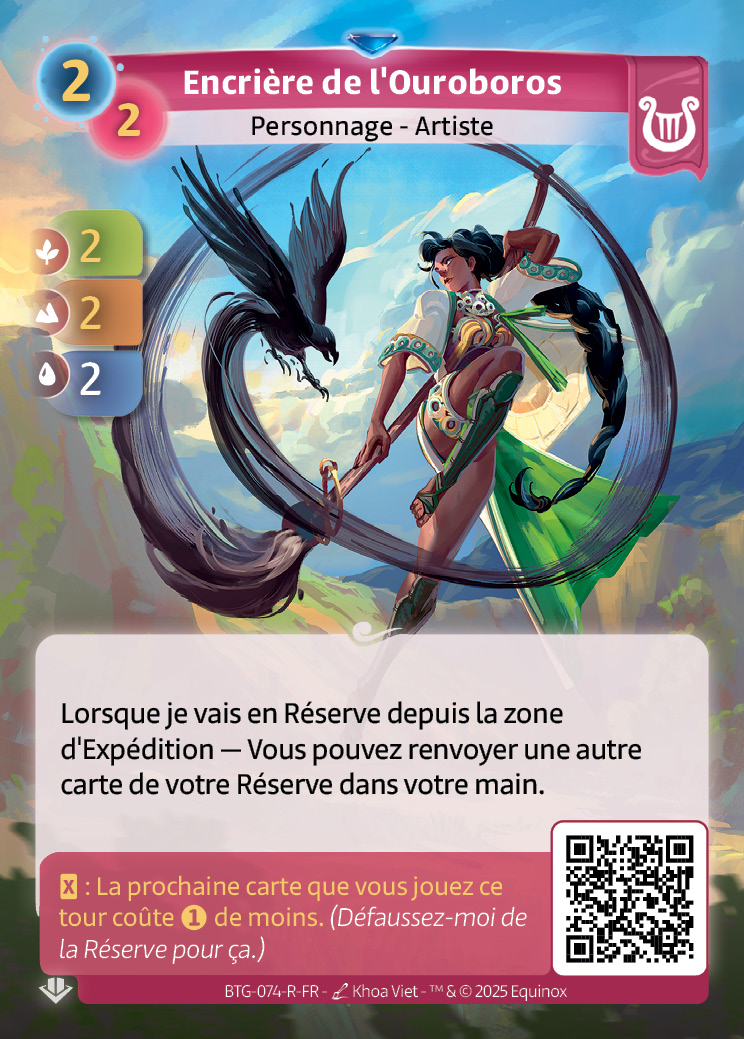 2
Encrière de l'Ouroboros
2
Personnage - Artiste
2
2
2
Lorsque je vais en Réserve depuis la zone
d'Expédition — Vous pouvez renvoyer une autre
carte de votre Réserve dans votre main.
X : La prochaine carte que vous jouez ce
tour coûte 1 de moins. (Défaussez-moi de
la Réserve pour ça.)
BTG-074-R-FR - Khoa Viet - ™ & © 2025 Equinox